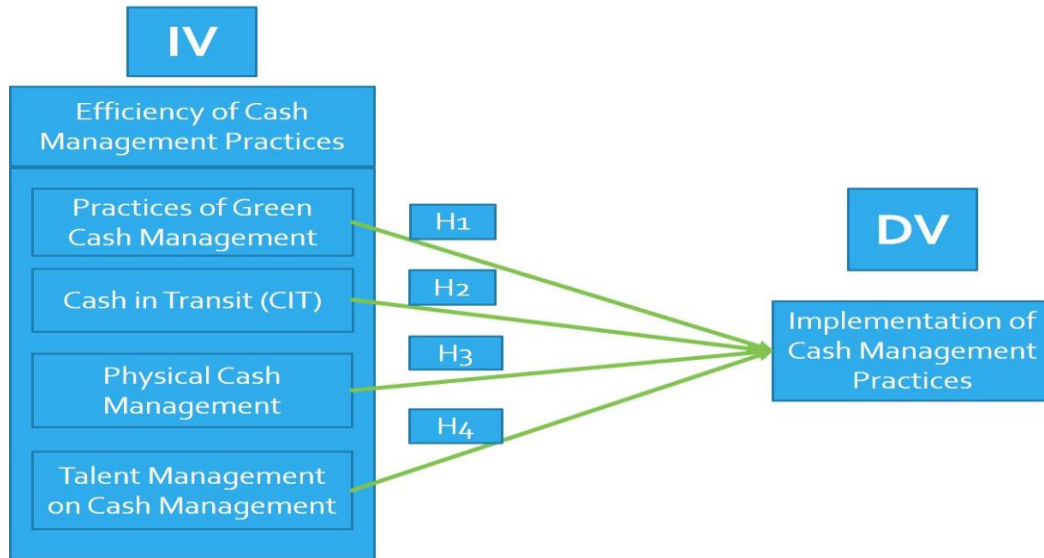 IV
Efficiency of Cash
Management Practices
Practices of Green
Cash Management
H1
Cash in Transit (CIT)
H2
Physical Cash
Management
H3
Talent Management
on Cash Management
H4
DV
Implementation of
Cash Management
Practices